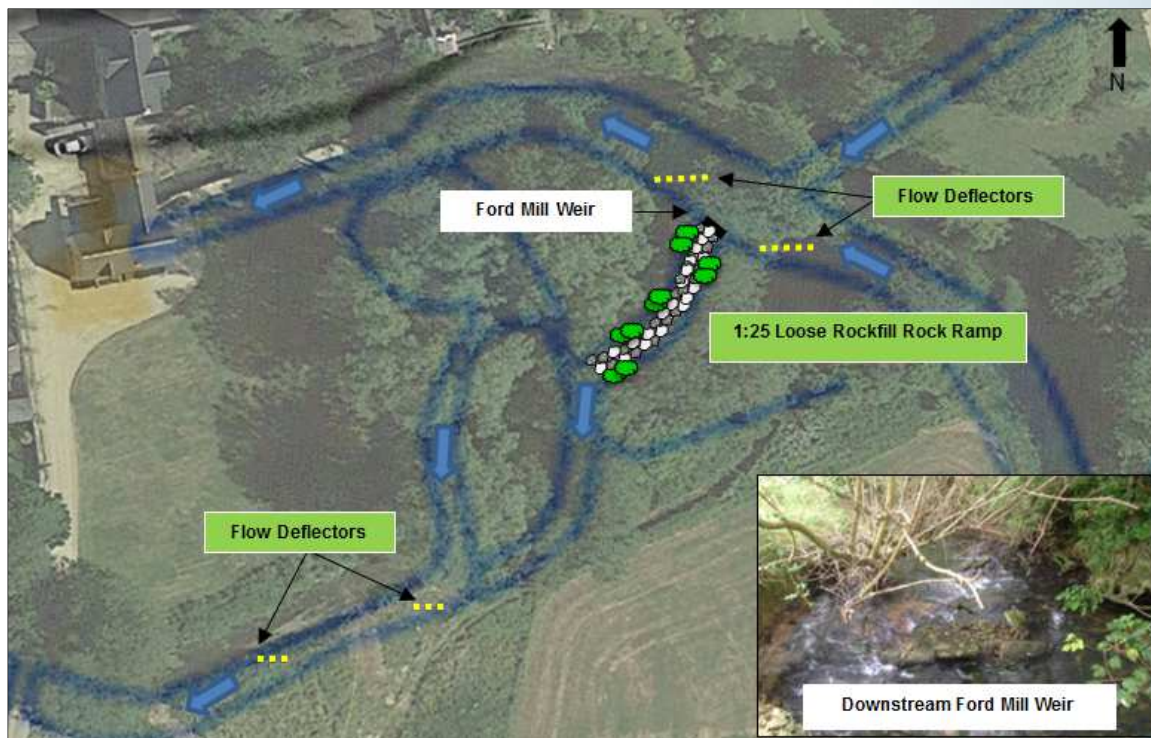 N
Flow Deflectors
Ford Mill Weir
1:25 Loose Rockfill Rock Ramp
Flow Deflectors
Downstream Ford Mill Weir